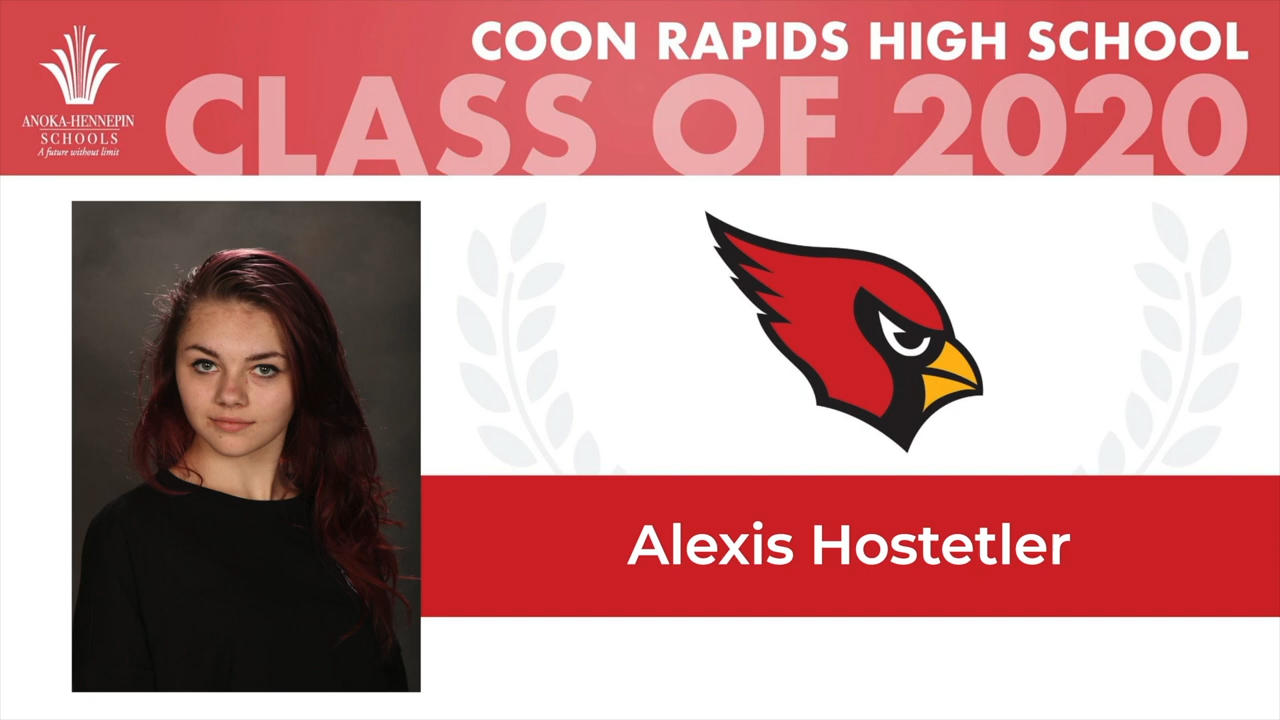 COON RAPIDS HIGH SCHOOL
CLASS OF 2020
ANOKA-HENNEPIN
SCHOOLS
A future without limit
Alexis Hostetler